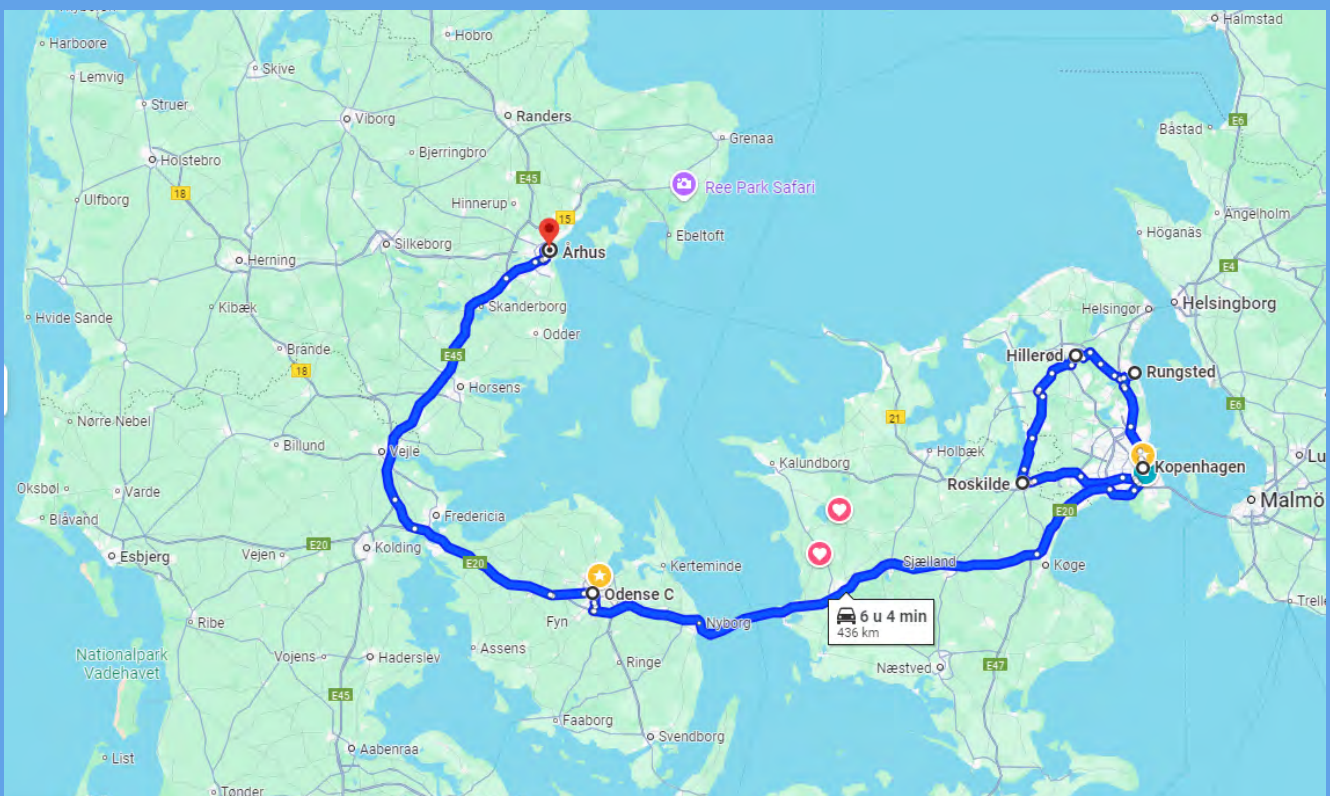 Halmstad
Hobro
Harboøre
Skive
Lemvig
Struer
Randers
Viborg
E6
Båstad
Grenaa
Bjerringbro
Holstebro
E45
Ree Park Safari
18
Ulfborg
Hinnerup
15
Ängelholm
Ebeltoft
Höganäs
Silkeborg
Århus
Herning
E4
Helsingborg
Skanderborg
Kibæk
Helsingør
Hvide Sande
Odder
Brande
E45
Hillerød
18
Rungsted
Horsens
E6
21
Nørre Nebel
Billund
Vejle
Holbæk
Lu
Kalundborg
Kopenhagen
Roskilde
Oksbøl
Varde
Malmö
Fredericia
E20
Blåvand
E20
Kolding
Esbjerg
Vejen
E20
Sjælland
Kerteminde
Køge
Odense C
Trelle
6 u 4 min
436 km
Ribe
Fyn
Nyborg
Nationalpark
Vadehavet
Vojens
Haderslev
Assens
Ringe
E47
Næstved
E45
Faaborg
Svendborg
Aabenraa
List
Tønder